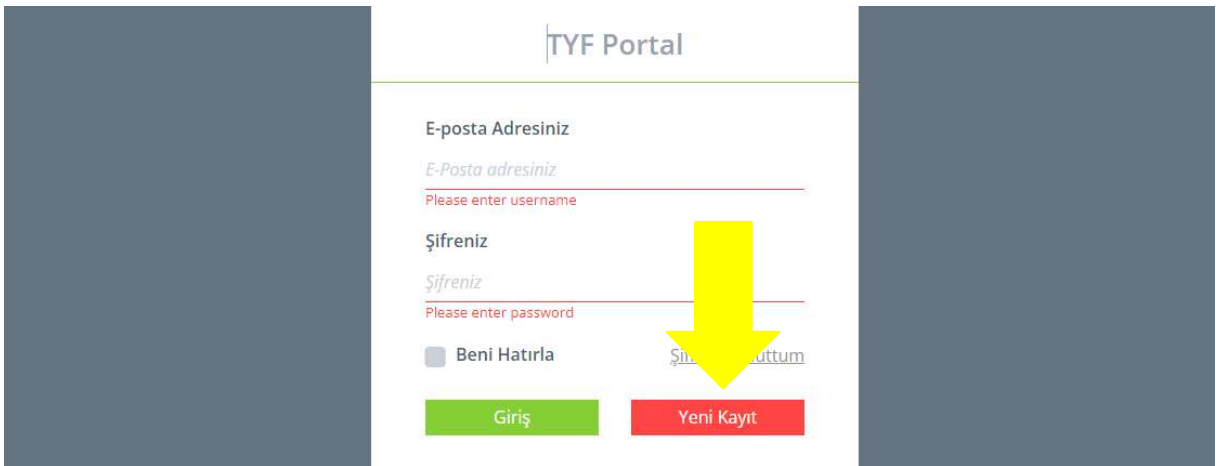 TYF Portal
E-posta Adresiniz
E-Posta adresiniz
Please enter username
Şifreniz
Şifreniz
Please enter password
Beni Hatırla
Giriş Yeni Kayıt